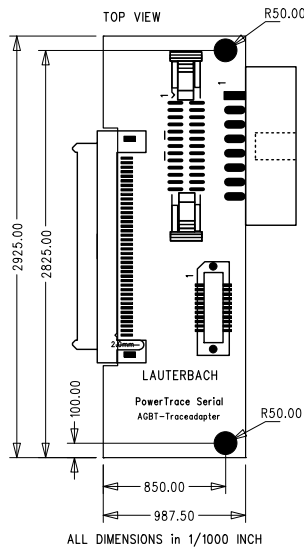 TOP VIEW
R50.00
1
1
2925.00
2825.00
1
2.0mm
LAUTERBACH
PowerTrace Serial
AGBT-Traceadapter
100.00
R50.00
850.00
987.50
ALL DIMENSIONS in 1/1000 INCH